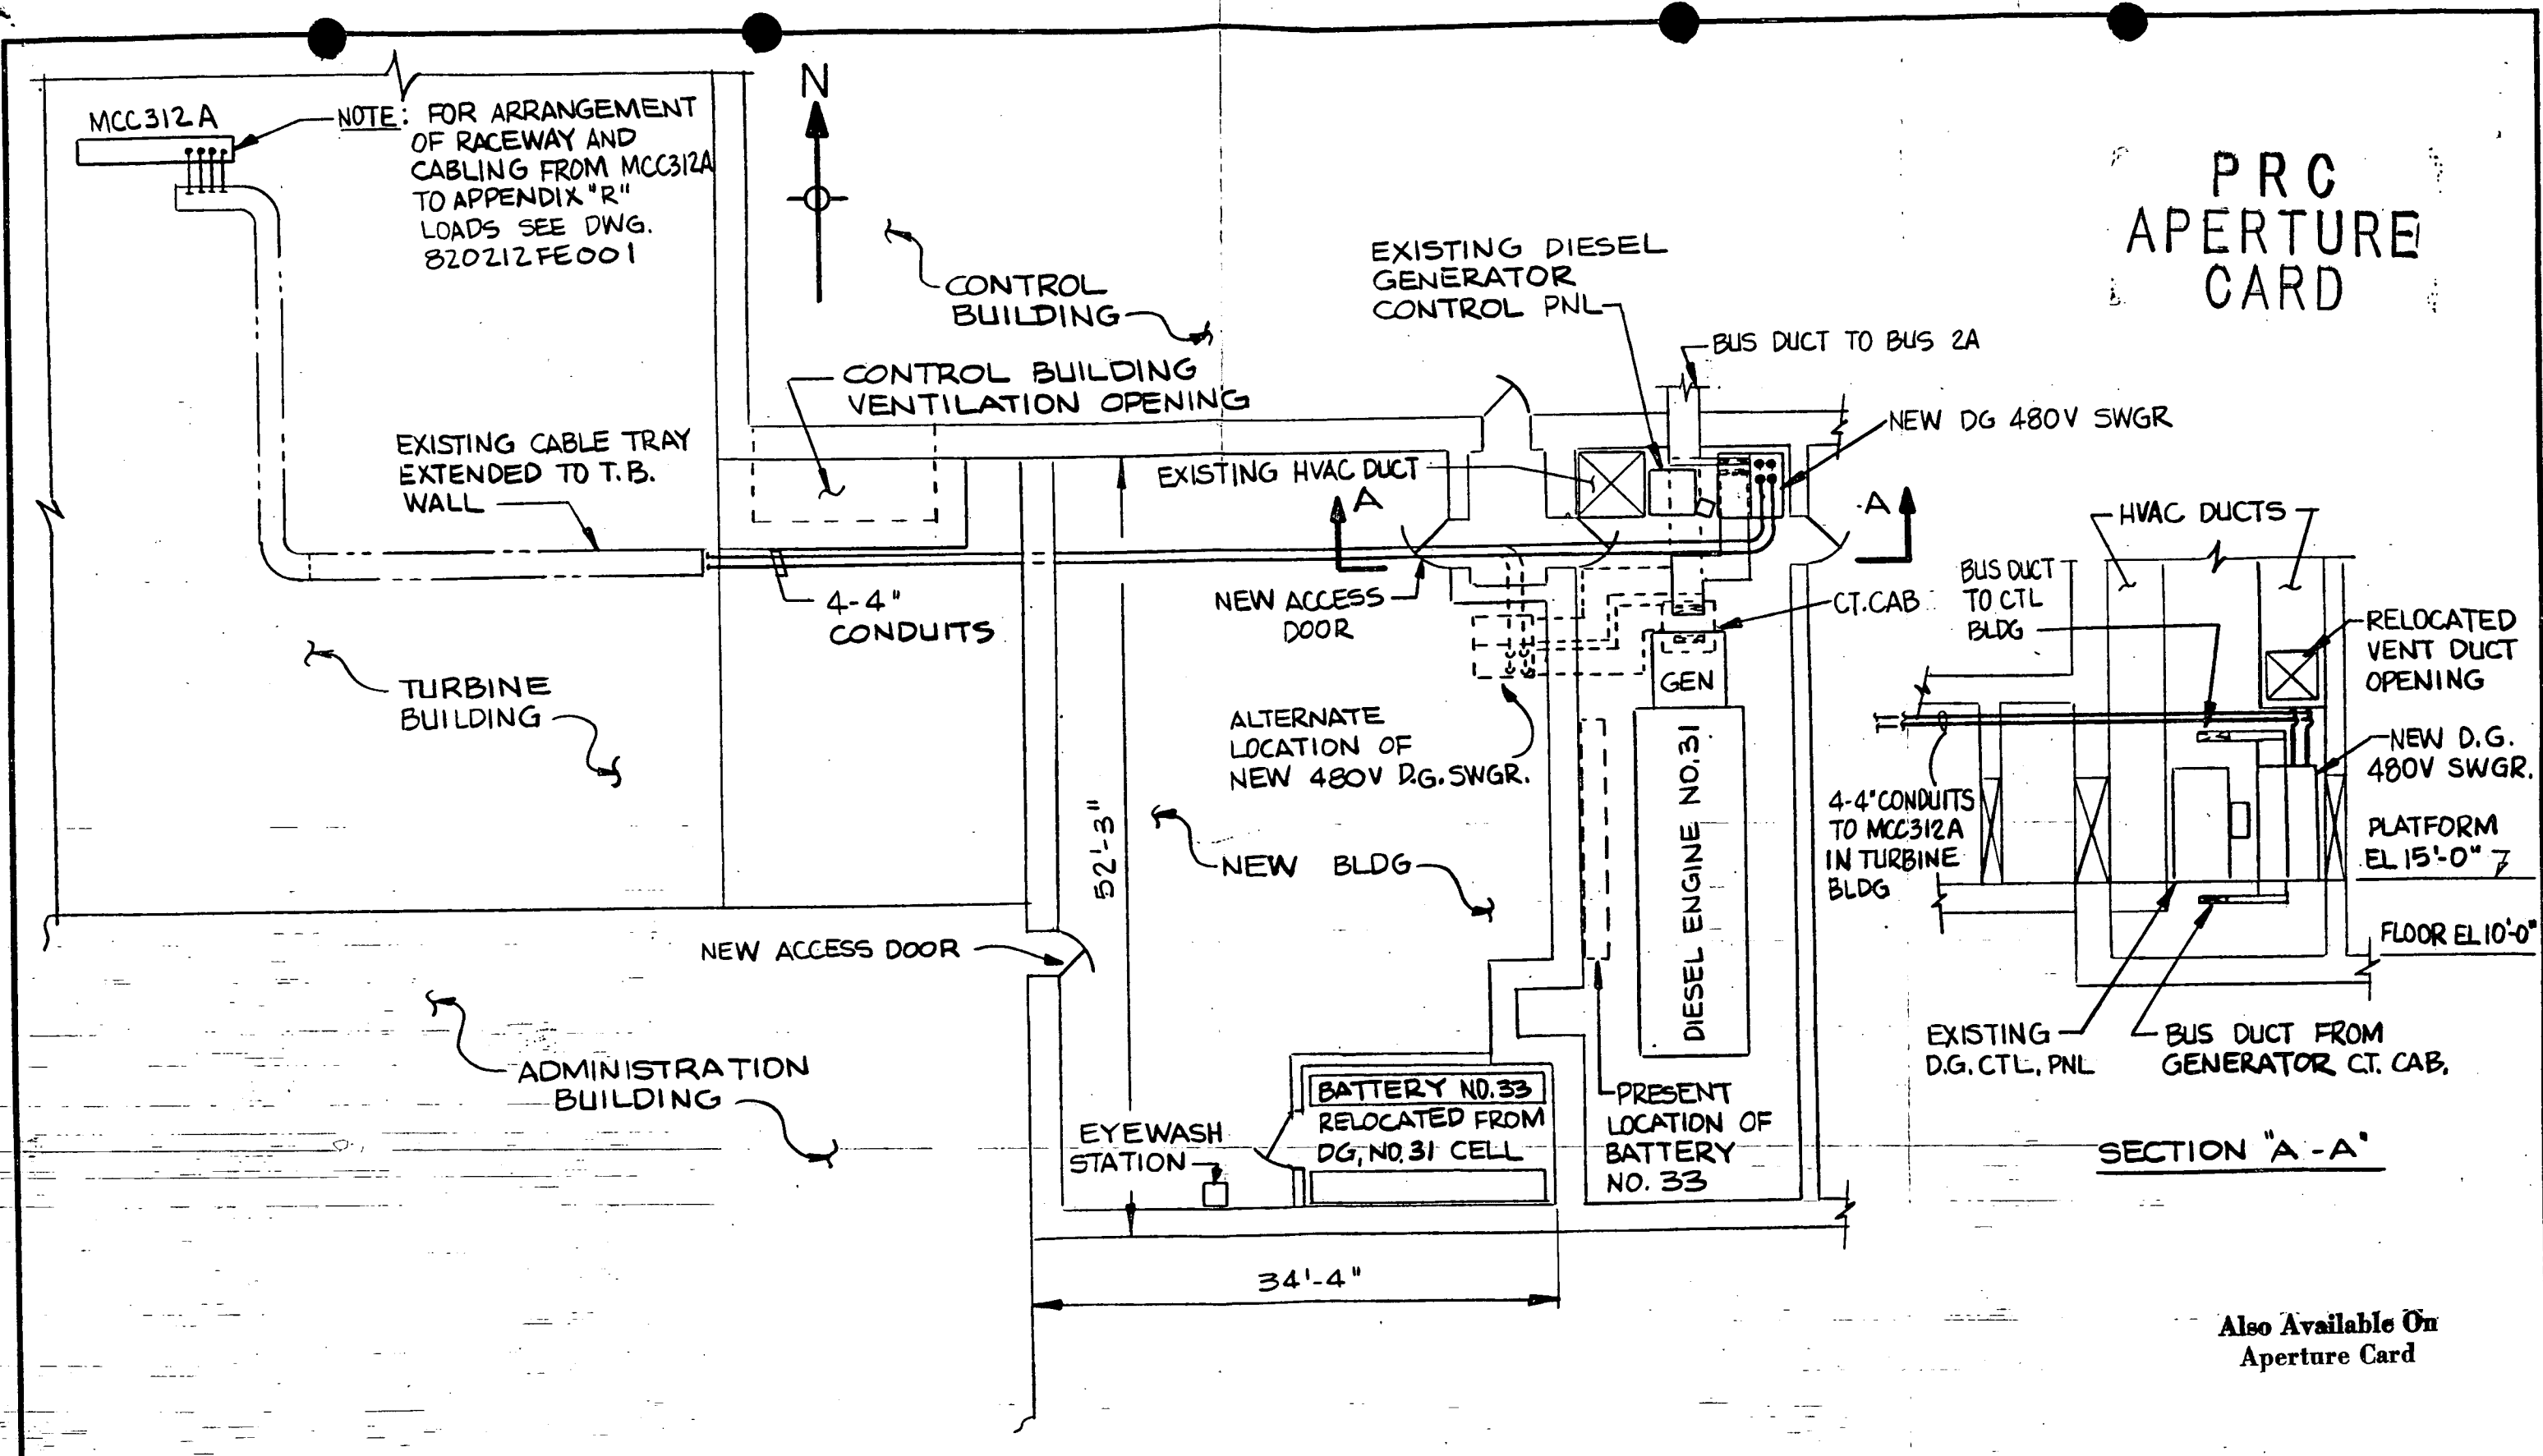 MCC312A
NOTE: FOR ARRANGEMENT
OF RACEWAY AND
CABLING FROM MCC312A
TO APPENDIX "R"
LOADS SEE DWG.
820212FE001
N
CONTROL
BUILDING
CONTROL BUILDING
VENTILATION OPENING
EXISTING CABLE TRAY
EXTENDED TO T.B.
WALL
4-4"
CONDUITS
TURBINE
BUILDING
NEW ACCESS DOOR
ADMINISTRATION
BUILDING
EXISTING DIESEL
GENERATOR
CONTROL PNL
BUS DUCT TO BUS 2A
NEW DG 480V SWGR
EXISTING HVAC DUCT
A
A
NEW ACCESS
DOOR
CT.CAB
GEN
ALTERNATE
LOCATION OF
NEW 480V D.G.SWGR.
DIESEL ENGINE NO.31
52'-3"
NEW BLDG
BATTERY NO.33
RELOCATED FROM
DG, NO.31 CELL
EYEWASH
STATION
PRESENT
LOCATION OF
BATTERY
NO. 33
34'-4"
PRC
APERTURE
CARD
HVAC DUCTS
BUS DUCT
TO CTL
BLDG
RELOCATED
VENT DUCT
OPENING
NEW D.G.
480V SWGR.
4-4" CONDUITS
TO MCC312A
IN TURBINE
BLDG
PLATFORM
EL 15'-0"
FLOOR EL 10'-0"
EXISTING
D.G. CTL. PNL
BUS DUCT FROM
GENERATOR CT. CAB.
SECTION "A-A"
Also Available On
Aperture Card